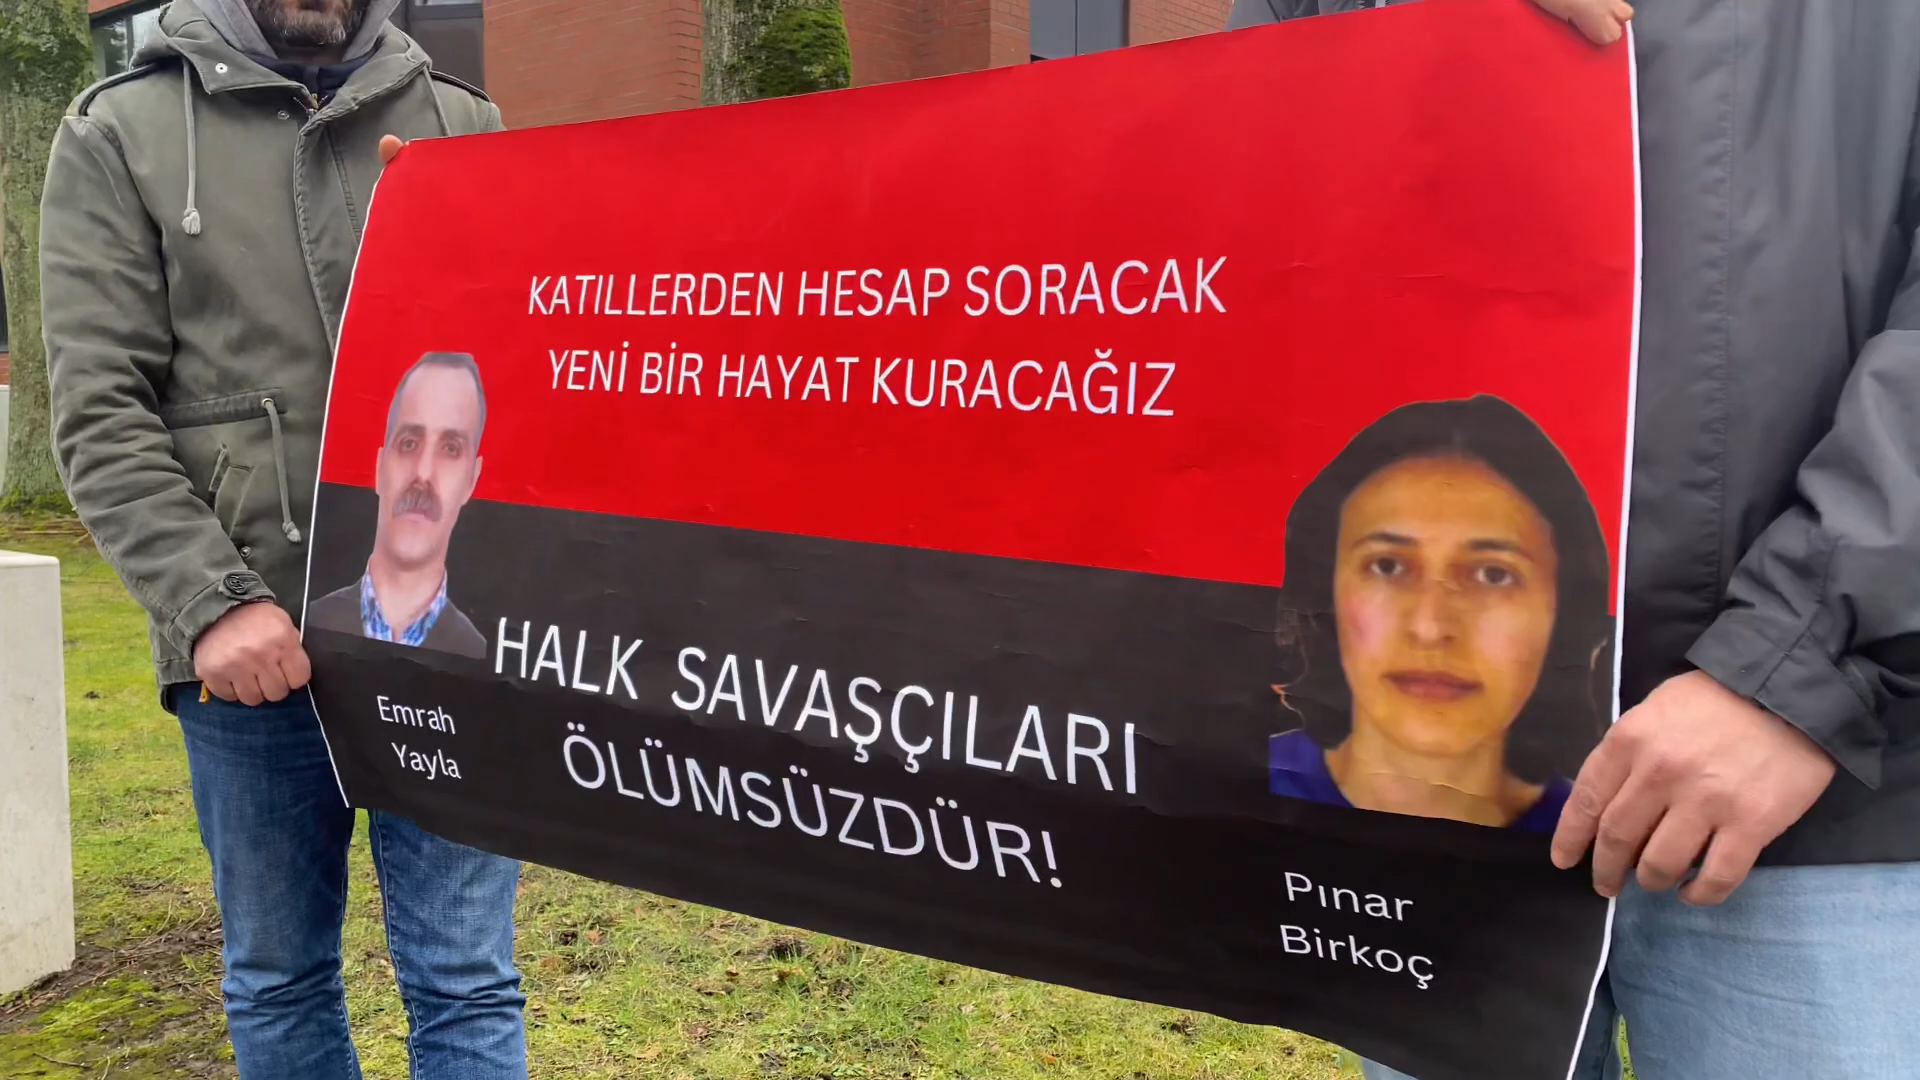 KATILLERDEN HESAP SORACAK
YENİ BİR HAYAT KURACAĞIZ
HALK SAVAŞÇILARI
ÖLÜMSÜZDÜR!
Emrah
Yayla
Pınar
Birkoç